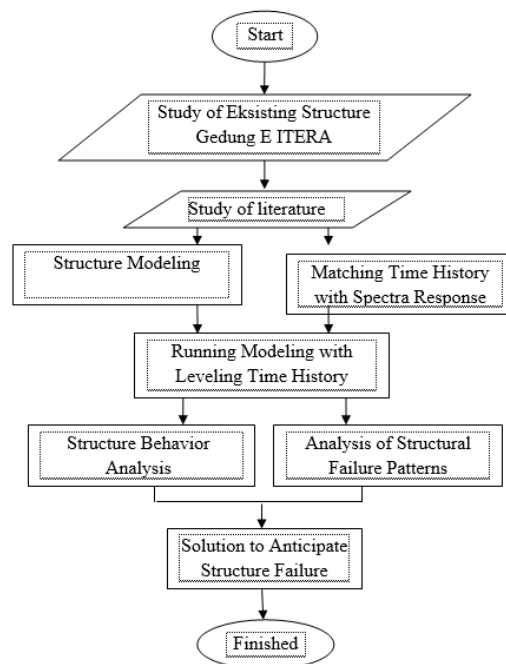 Start
Study of Eksisting Structure
Gedung E ITERA
Study of literature
Structure Modeling
Matching Time History
with Spectra Response
Running Modeling with
Leveling Time History
Structure Behavior
Analysis
Analysis of Structural
Failure Patterns
Solution to Anticipate
Structure Failure
Finished